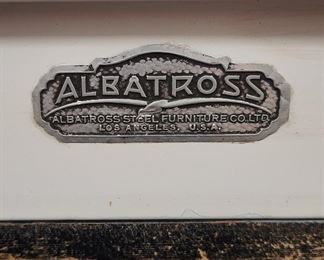 ALBATROSS
ALBATROSS STEEL FURNITURE CO. LTD.
LOS ANGELES, U.S.A.